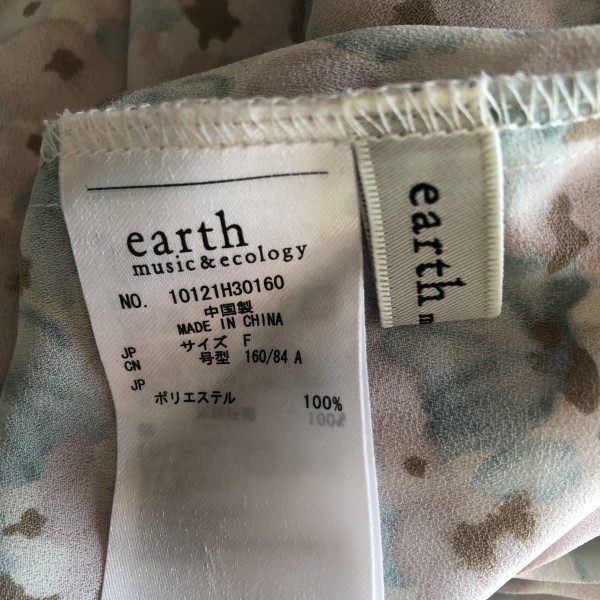 earth
music&ecology
NO. 10121H30160
中国製
MADE IN CHINA
JP サイズ F
CN 号型 160/84 A
JP
ポリエステル 100%
100%
earth m